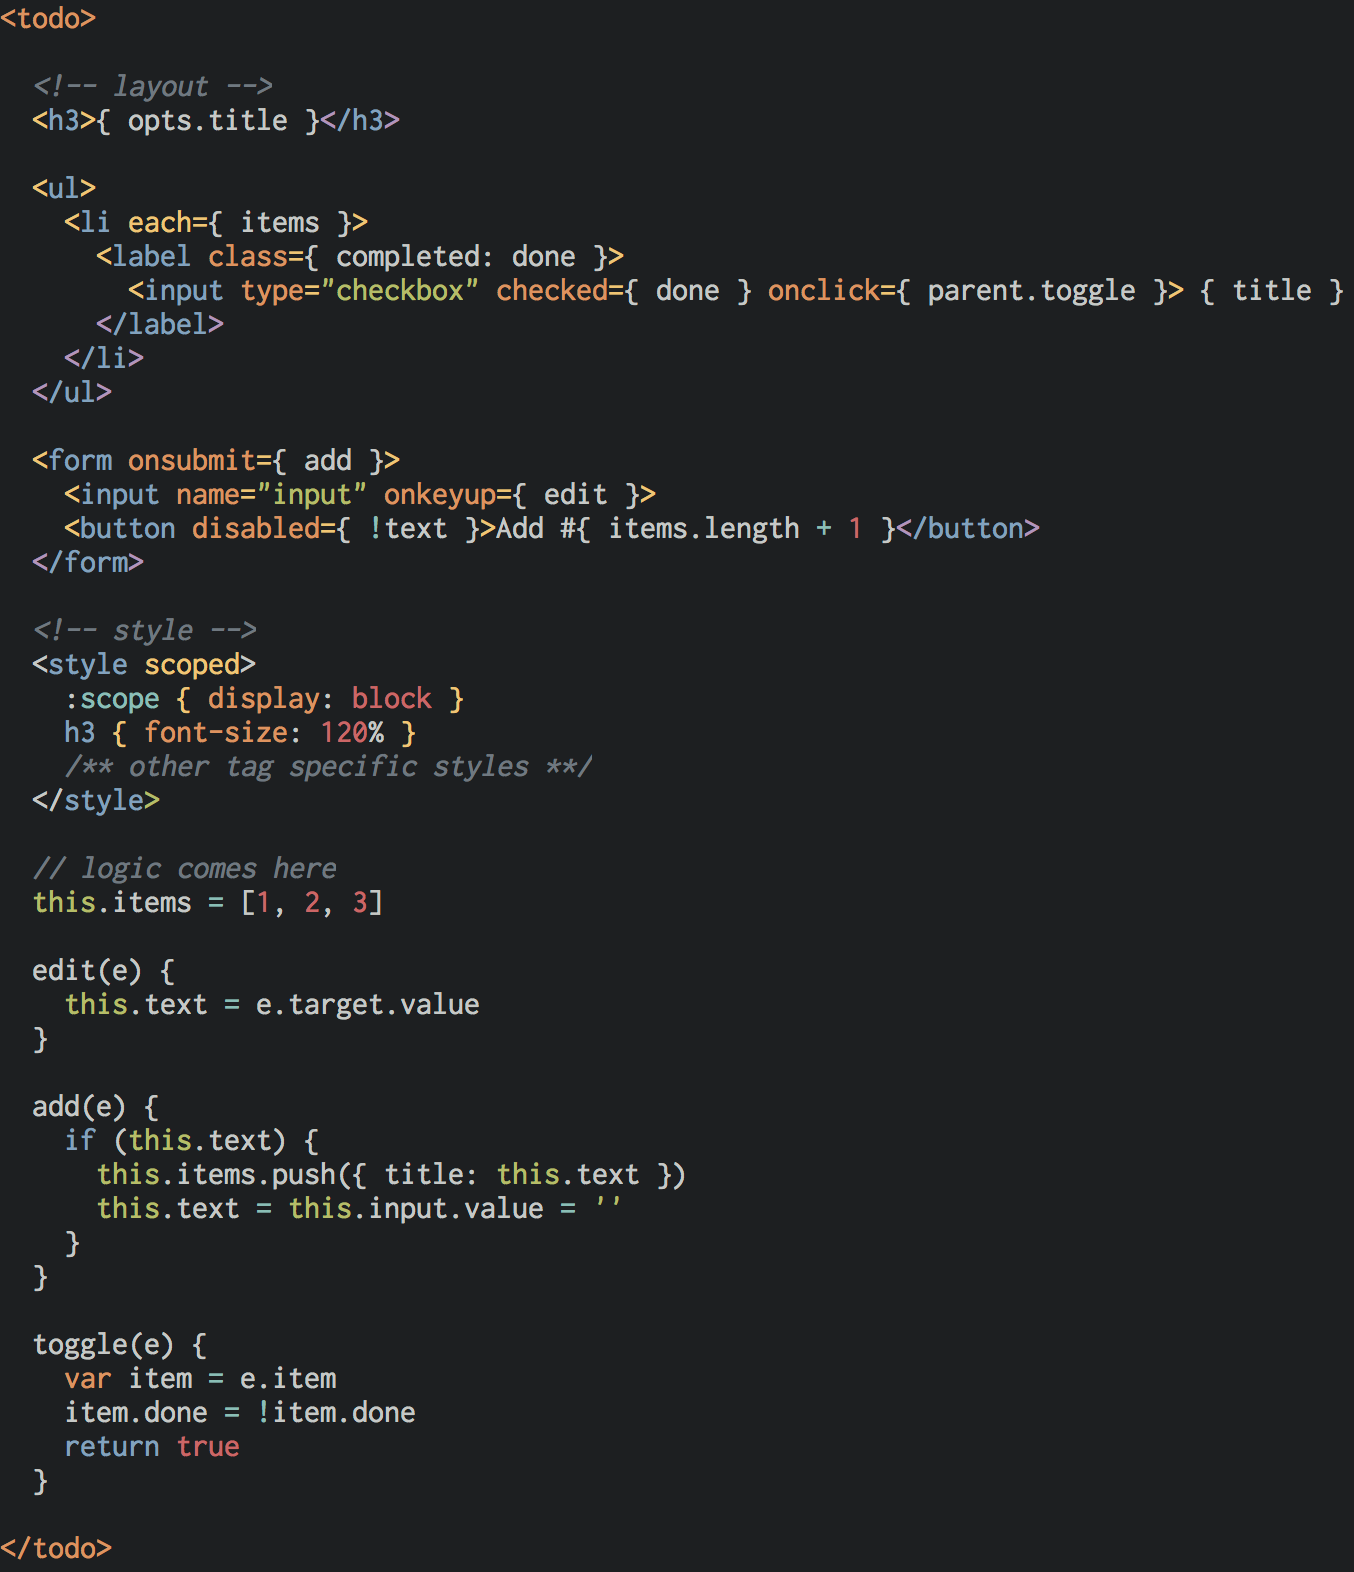 <todo>
<!-- layout -->
<h3>{ opts.title }</h3>
<ul>
<li each={ items }>
<label class={ completed: done }>
<input type="checkbox" checked={ done } onclick={ parent.toggle }> { title }
</label>
</li>
</ul>
<form onsubmit={ add }>
<input name="input" onkeyup={ edit }>
<button disabled={ !text }>Add #{ items.length + 1 }</button>
</form>
<!-- style -->
<style scoped>
:scope { display: block }
h3 { font-size: 120% }
/** other tag specific styles **/
</style>
// logic comes here
this.items = [1, 2, 3]
edit(e) {
this.text = e.target.value
}
add(e) {
if (this.text) {
this.items.push({ title: this.text })
this.text = this.input.value = ''
}
}
toggle(e) {
var item = e.item
item.done = !item.done
return true
}
</todo>